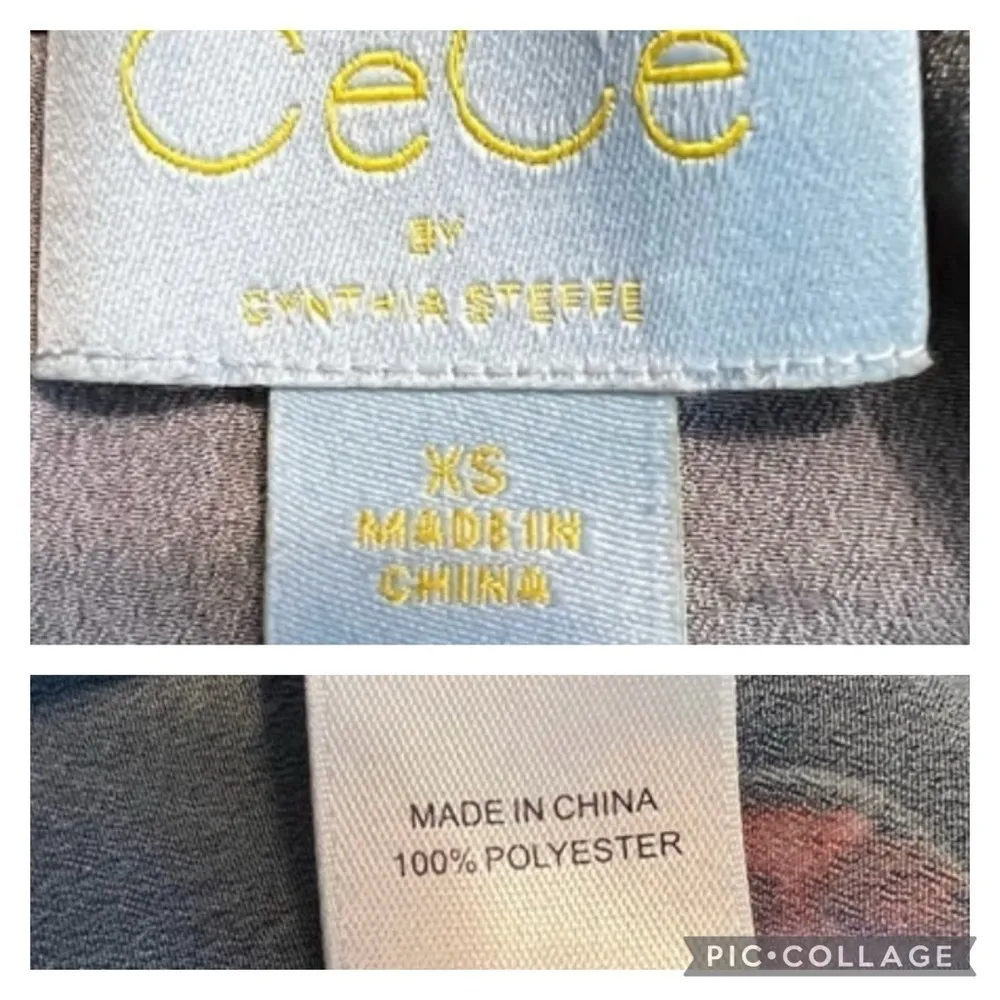 CeCe
BY
CYNTHIA STEFFE
XS
MADE IN
CHINA
MADE IN CHINA
100% POLYESTER
PIC•COLLAGE